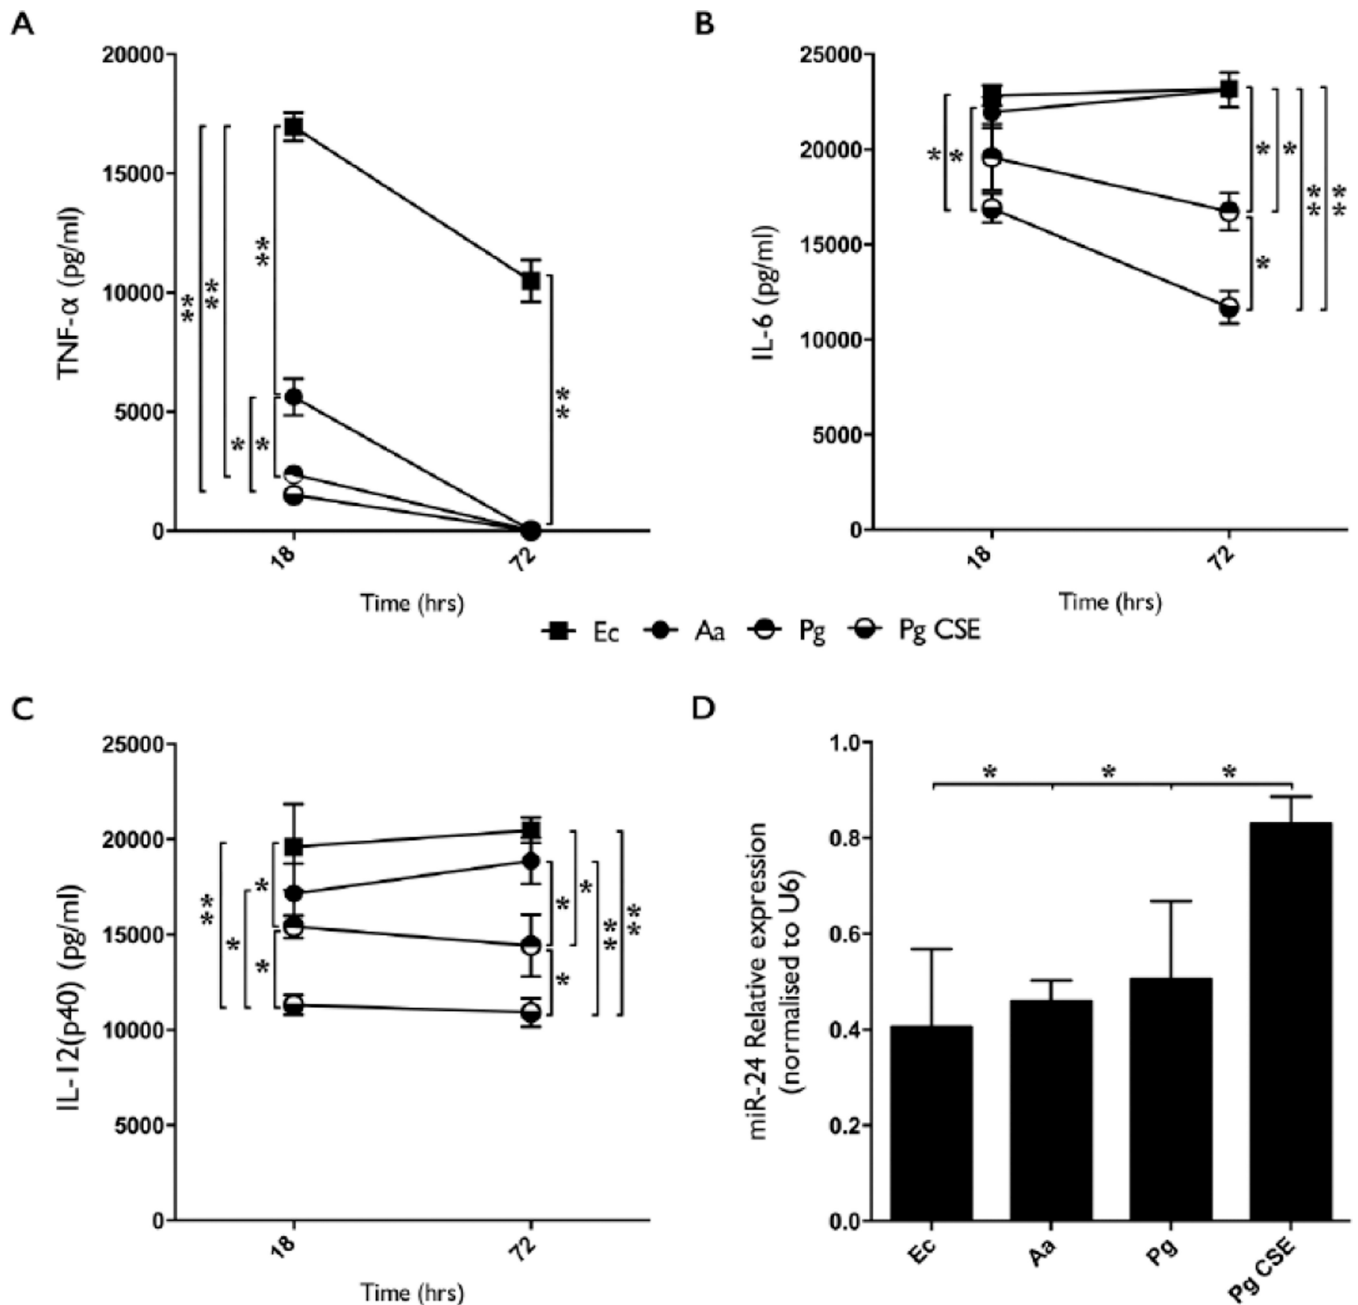 A
TNF-α (pg/ml)
20000
15000
10000
5000
0
** ** ** * * **
18 72
Time (hrs)
B
IL-6 (pg/ml)
25000
20000
15000
10000
5000
0
* * * * ** ** *
18 72
Time (hrs)
Ec Aa Pg Pg CSE
C
IL-12(p40) (pg/ml)
25000
20000
15000
10000
5000
0
** * * * * * ** ** *
18 72
Time (hrs)
D
miR-24 Relative expression
(normalised to U6)
1.0
0.8
0.6
0.4
0.2
0.0
* * *
Ec Aa Pg Pg CSE